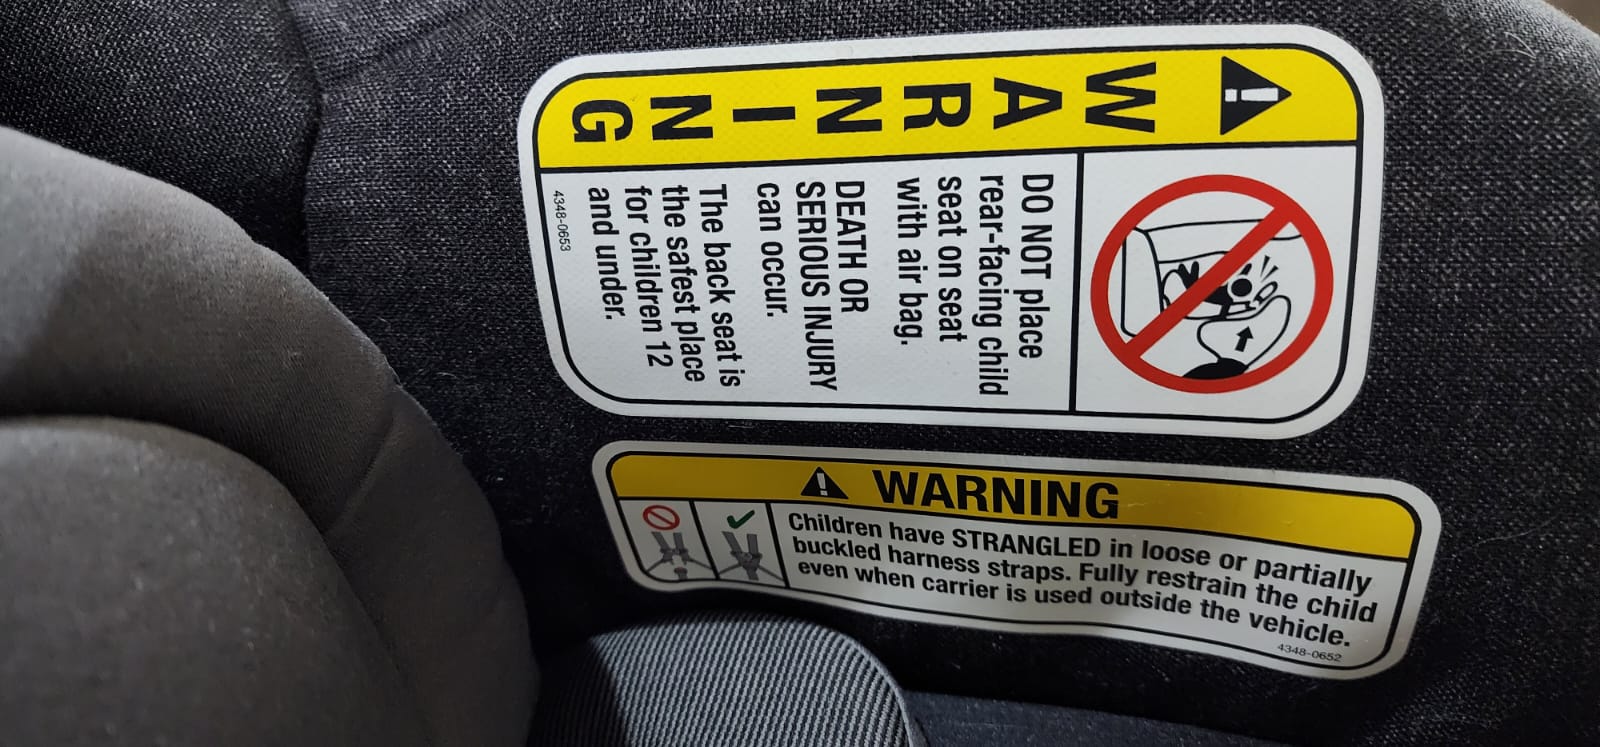 WARNING
DO NOT place
rear-facing child
seat on seat
with air bag.
DEATH OR
SERIOUS INJURY
can occur.
The back seat is
the safest place
for children 12
and under.
4348-0653
WARNING
Children have STRANGLED in loose or partially
buckled harness straps. Fully restrain the child
even when carrier is used outside the vehicle.
4348-0652